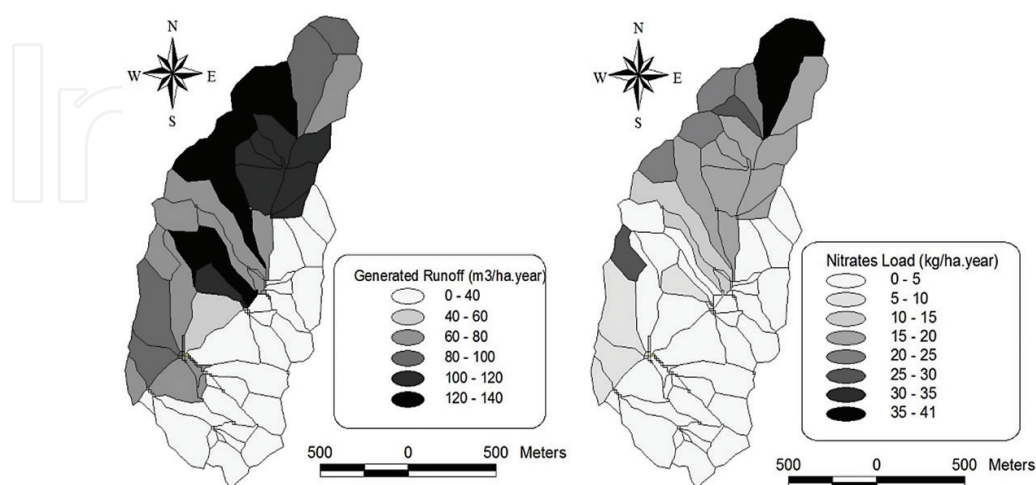 In
N
W E
S
Generated Runoff (m3/ha.year)
0 - 40
40 - 60
60 - 80
80 - 100
100 - 120
120 - 140
500 0 500 Meters
N
W E
S
Nitrates Load (kg/ha.year)
0 - 5
5 - 10
10 - 15
15 - 20
20 - 25
25 - 30
30 - 35
35 - 41
500 0 500 Meters